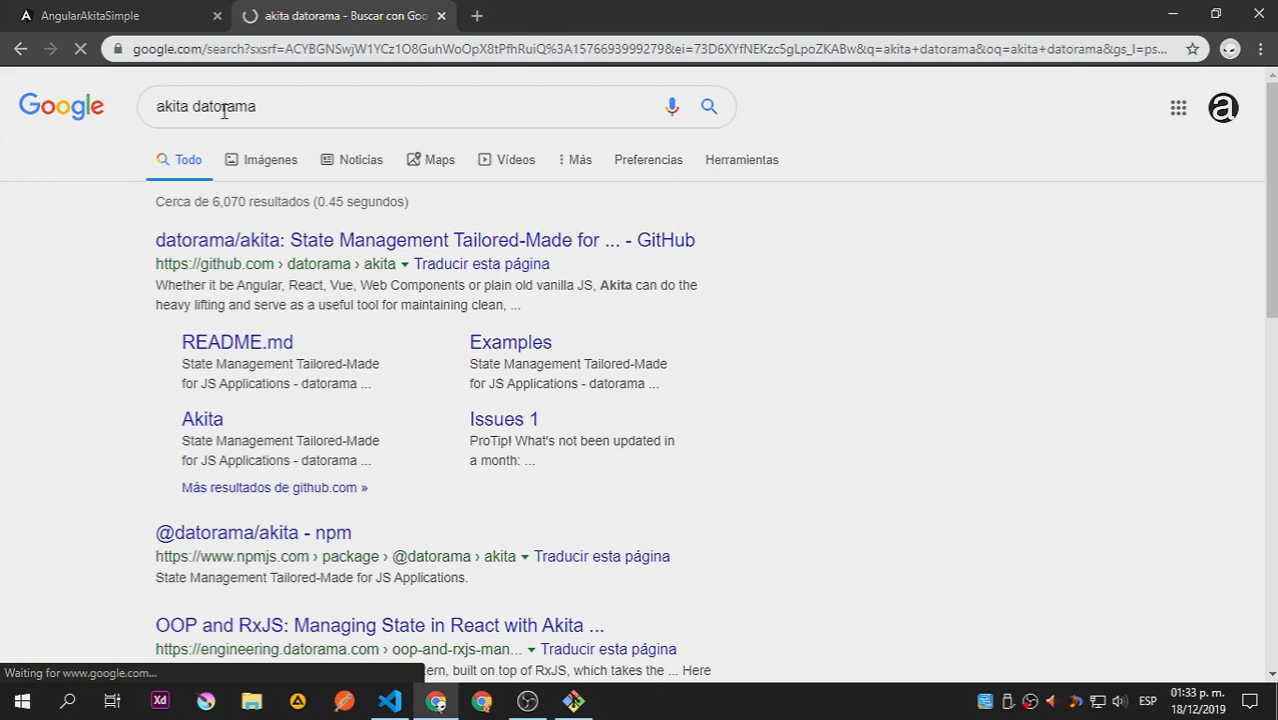 AngularAkitaSimple
akita datorama - Buscar con Goo
google.com/search?sxsrf=ACYBGNSwjW1YCz1O8GuhWoOpX8tPfhRuiQ%3A1576693999279&ei=73D6XYfNEKzc5gLpoZKABw&q=akita+datorama&oq=akita+datorama&gs_l=ps...
Google
akita datorama
Todo
Imágenes
Noticias
Maps
Vídeos
Más
Preferencias
Herramientas
Cerca de 6,070 resultados (0.45 segundos)
datorama/akita: State Management Tailored-Made for ... - GitHub
https://github.com › datorama › akita Traducir esta página
Whether it be Angular, React, Vue, Web Components or plain old vanilla JS, Akita can do the
heavy lifting and serve as a useful tool for maintaining clean, ...
README.md
State Management Tailored-Made
for JS Applications - datorama ...
Examples
State Management Tailored-Made
for JS Applications - datorama ...
Akita
State Management Tailored-Made
for JS Applications - datorama ...
Issues 1
ProTip! What's not been updated in
a month: ...
Más resultados de github.com »
@datorama/akita - npm
https://www.npmjs.com › package › @datorama › akita Traducir esta página
State Management Tailored-Made for JS Applications.
OOP and RxJS: Managing State in React with Akita ...
https://engineering.datorama.com › oop-and-rxjs-man... Traducir esta página
tern, built on top of RxJS, which takes the ... Here
Waiting for www.google.com...
Xd
ESP
01:33 p. m.
18/12/2019